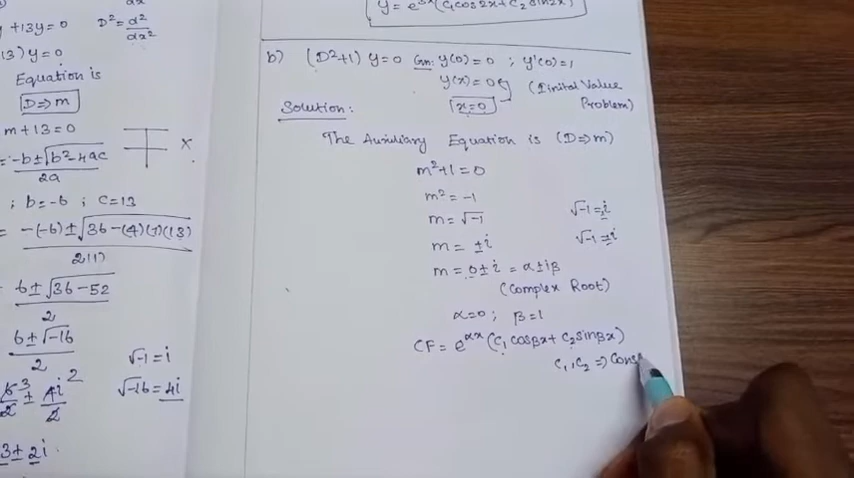 y +13y=0 D²=d²/dx²
13)y=0
Equation is
D⇒m
m+13=0
= -b±√b²-4ac / 2a
; b=-6 ; c=13
= -(-6)±√36-(4)(1)(13) / 2(1)
6±√36-52 / 2
6±√-16 / 2
√-1=i
√-16=4i
3±2i
y=e³ˣ(C₁cos2x+C₂sin2x)
b) (D²+1) y=0 Gn: y(0)=0 ; y'(0)=1
y(x)=0
x=0
(Initial Value
Problem)
Solution:
The Auxiliary Equation is (D⇒m)
m²+1=0
m²=-1
m=√-1
√-1=i
m= ±i
√-1=i
m= 0±i = α±iβ
(Complex Root)
α=0; β=1
CF= e^αx (C₁ cosβx+ C₂sinβx)
C₁,C₂ ⇒ Cons